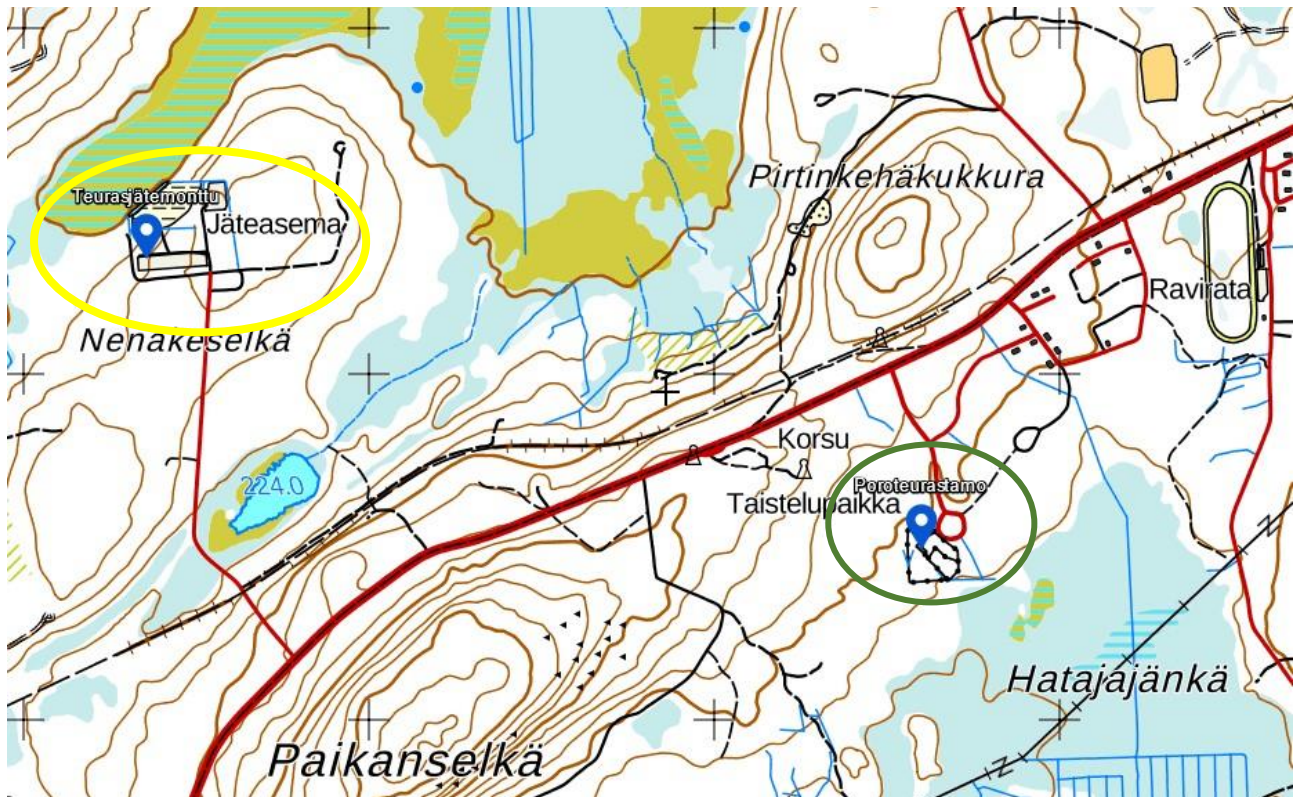 Pirtinkehäkukkura
Teurasjätemonttu
Jäteasema
Ravirata
Nenäkeselkä
Korsu
224.0
Poroteurastamo
Taistelupaikka
Hatajajänkä
Paikanselkä
Z
Z